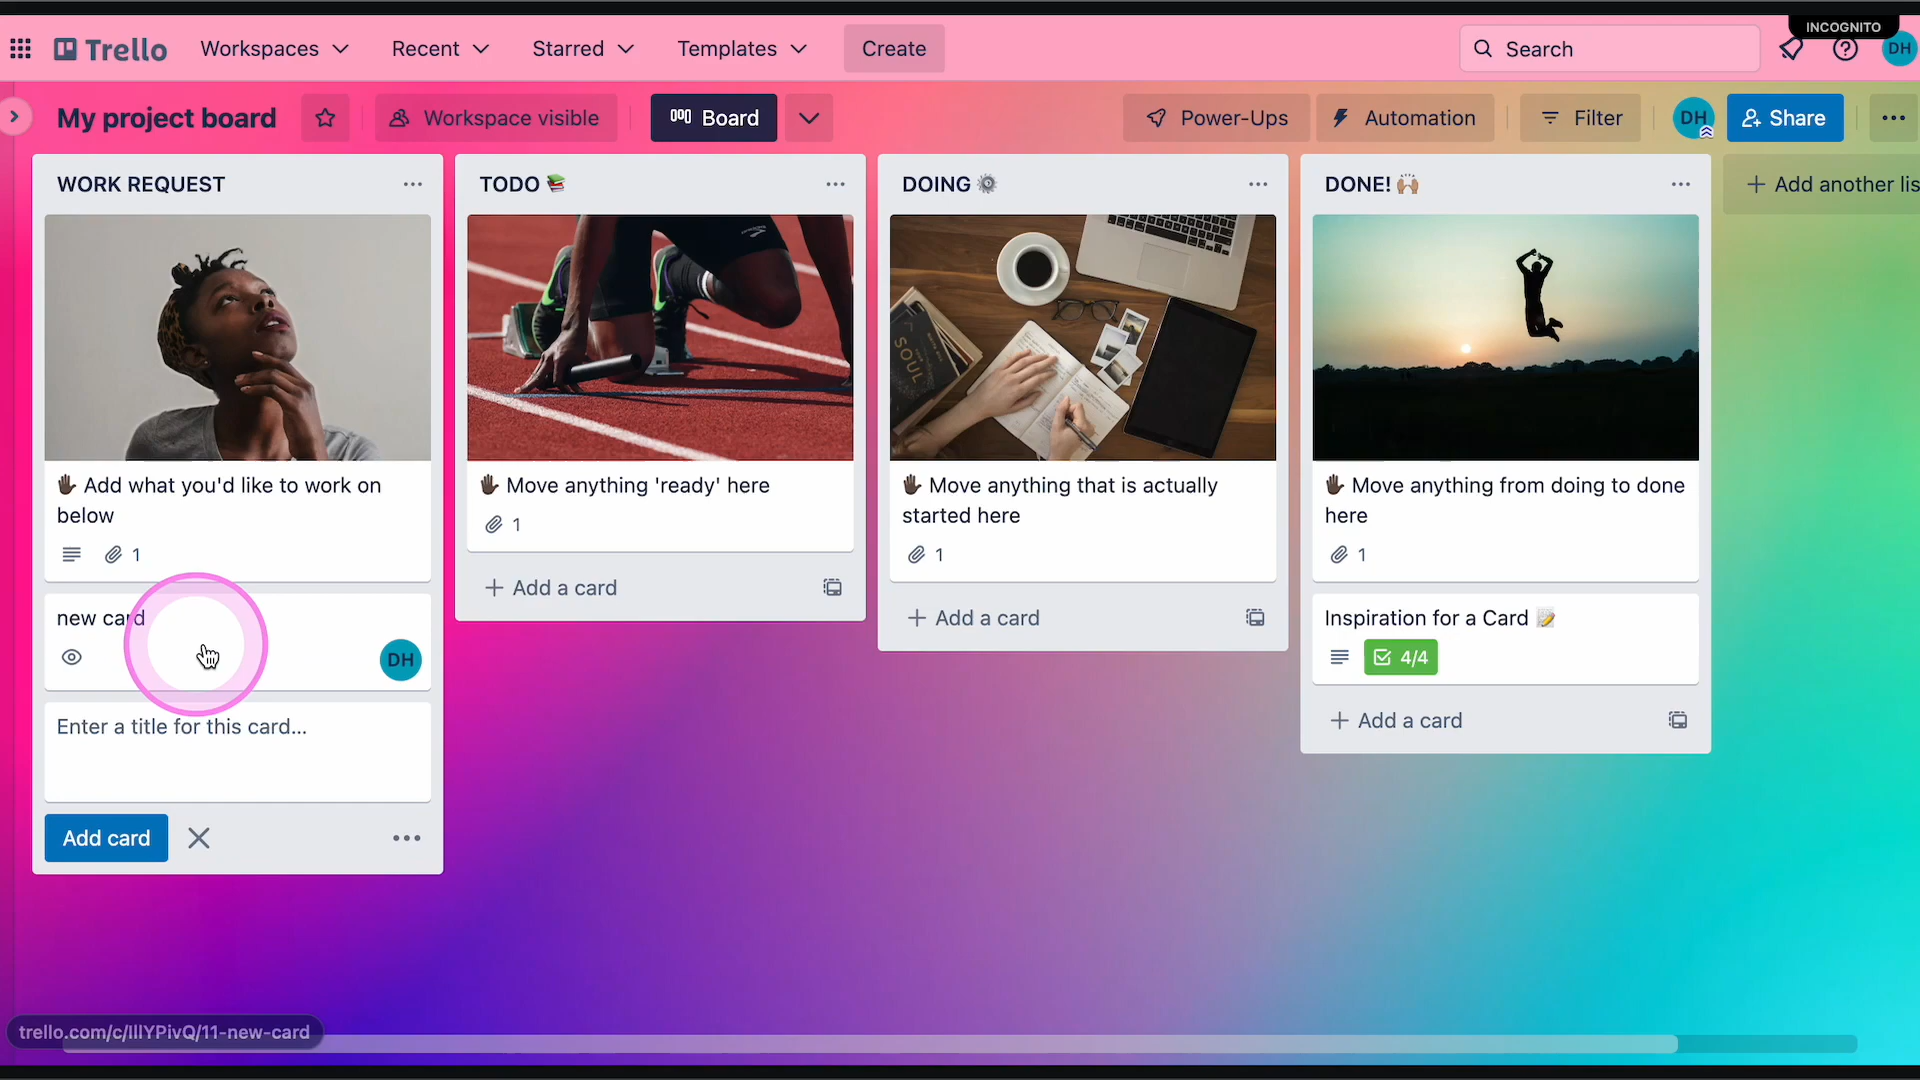 INCOGNITO
Trello
Workspaces
Recent
Starred
Templates
Create
Search
DH
My project board
Workspace visible
Board
Power-Ups
Automation
Filter
DH
Share
WORK REQUEST
Add what you'd like to work on
below
1
new card
DH
Enter a title for this card...
Add card
TODO
Move anything 'ready' here
1
Add a card
DOING
SOUL
Move anything that is actually
started here
1
Add a card
DONE!
Move anything from doing to done
here
1
Inspiration for a Card
4/4
Add a card
Add another lis
trello.com/c/lllYPivQ/11-new-card